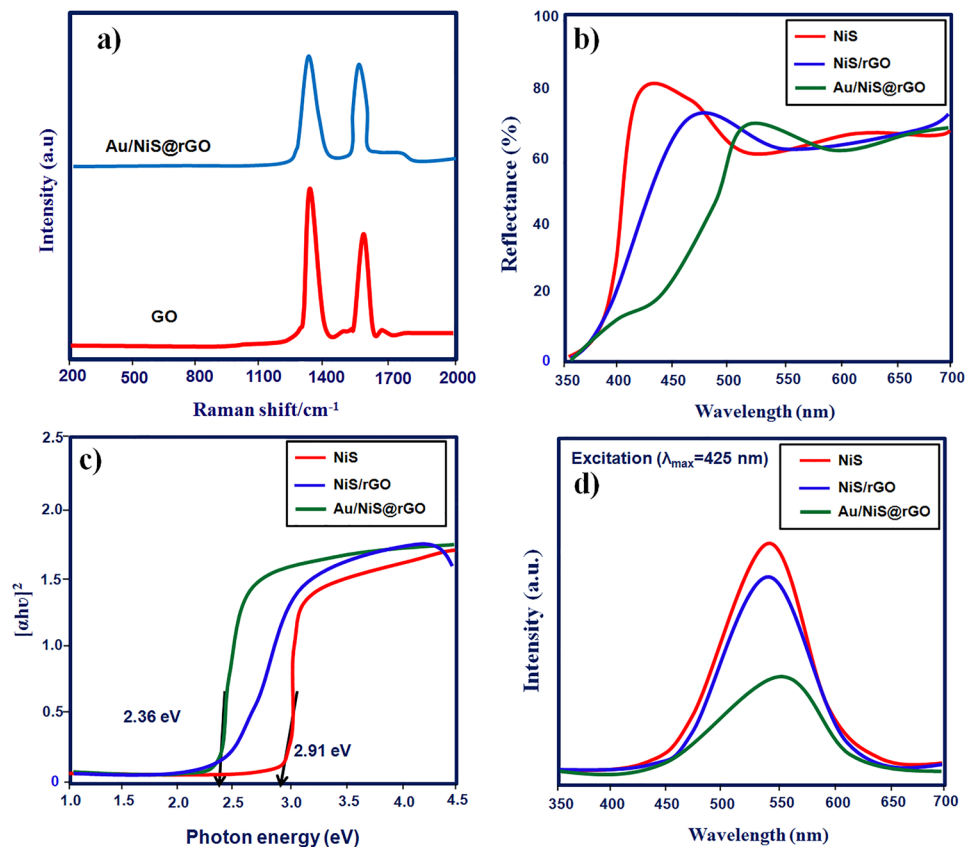 a)
Au/NiS@rGO
GO
Intensity (a.u)
200 500 800 1100 1400 1700 2000
Raman shift/cm-1
b)
NiS
NiS/rGO
Au/NiS@rGO
100
80
60
40
20
0
Reflectance (%)
350 400 450 500 550 600 650 700
Wavelength (nm)
c)
NiS
NiS/rGO
Au/NiS@rGO
2.5
2.0
1.5
1.0
0.5
0
[αhυ]2
2.36 eV
2.91 eV
1.0 1.5 2.0 2.5 3.0 3.5 4.0 4.5
Photon energy (eV)
Excitation (λmax=425 nm)
d)
NiS
NiS/rGO
Au/NiS@rGO
Intensity (a.u.)
350 400 450 500 550 600 650 700
Wavelength (nm)